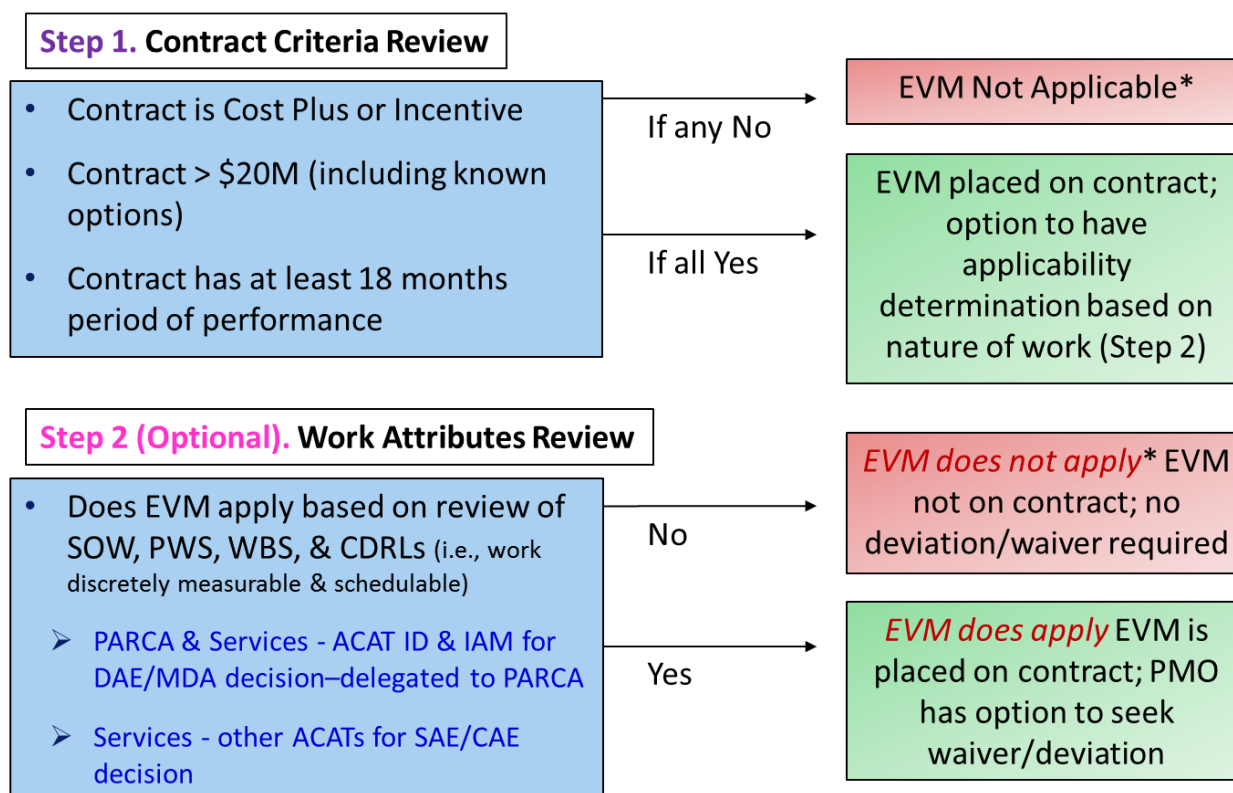 Step 1. Contract Criteria Review
• Contract is Cost Plus or Incentive
• Contract > $20M (including known
options)
• Contract has at least 18 months
period of performance
If any No
If all Yes
EVM Not Applicable*
EVM placed on contract;
option to have
applicability
determination based on
nature of work (Step 2)
Step 2 (Optional). Work Attributes Review
• Does EVM apply based on review of
SOW, PWS, WBS, & CDRLs (i.e., work
discretely measurable & schedulable)
➢ PARCA & Services - ACAT ID & IAM for
DAE/MDA decision–delegated to PARCA
➢ Services - other ACATs for SAE/CAE
decision
No
Yes
EVM does not apply* EVM
not on contract; no
deviation/waiver required
EVM does apply EVM is
placed on contract; PMO
has option to seek
waiver/deviation